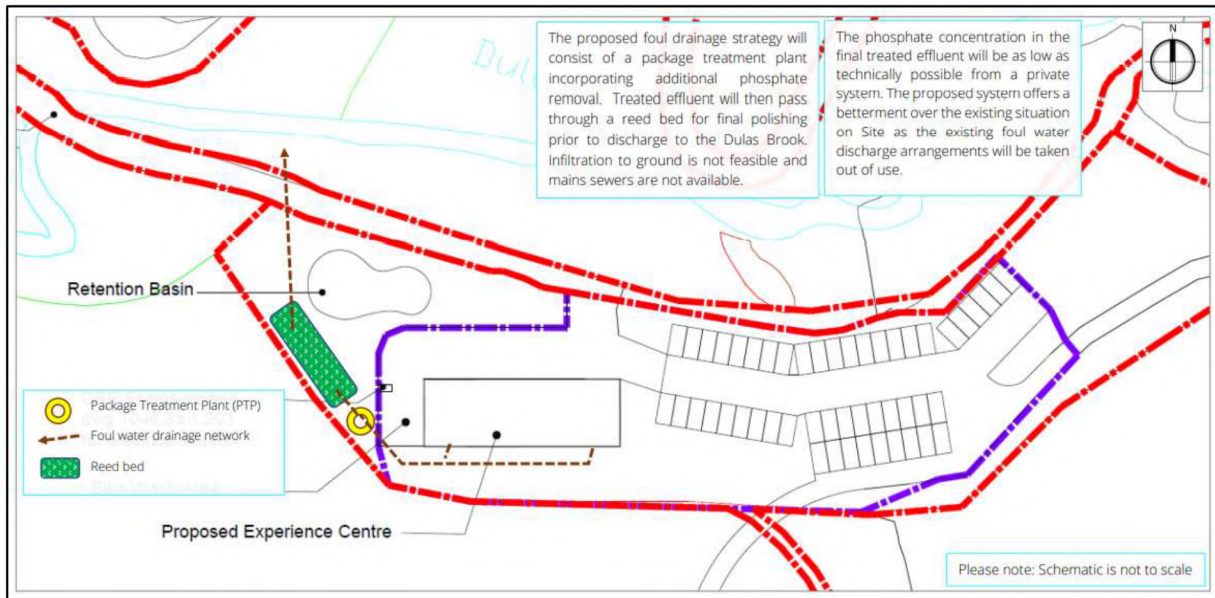 The proposed foul drainage strategy will
consist of a package treatment plant
incorporating additional phosphate
removal. Treated effluent will then pass
through a reed bed for final polishing
prior to discharge to the Dulas Brook.
Infiltration to ground is not feasible and
mains sewers are not available.
The phosphate concentration in the
final treated effluent will be as low as
technically possible from a private
system. The proposed system offers a
betterment over the existing situation
on Site as the existing foul water
discharge arrangements will be taken
out of use.
N
Dulas
Retention Basin
Package Treatment Plant (PTP)
Foul water drainage network
Reed bed
Proposed Experience Centre
Please note: Schematic is not to scale